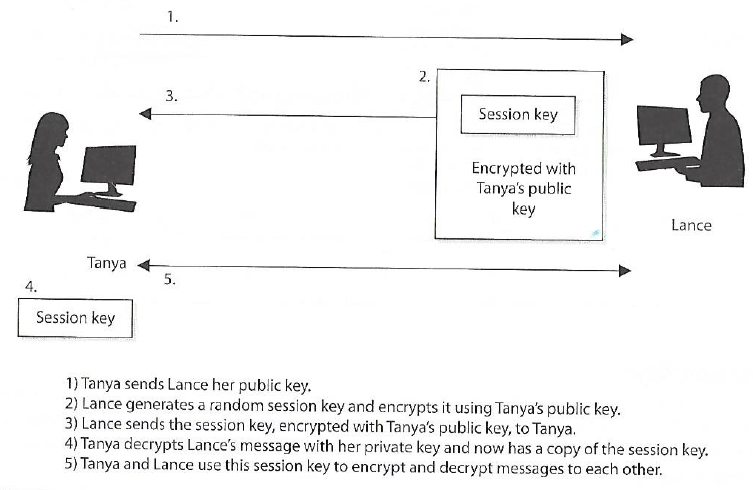 1.
2.
3.
Session key
Encrypted with
Tanya's public
key
Lance
Tanya
5.
4.
Session key
1) Tanya sends Lance her public key.
2) Lance generates a random session key and encrypts it using Tanya's public key.
3) Lance sends the session key, encrypted with Tanya's public key, to Tanya.
4) Tanya decrypts Lance's message with her private key and now has a copy of the session key.
5) Tanya and Lance use this session key to encrypt and decrypt messages to each other.